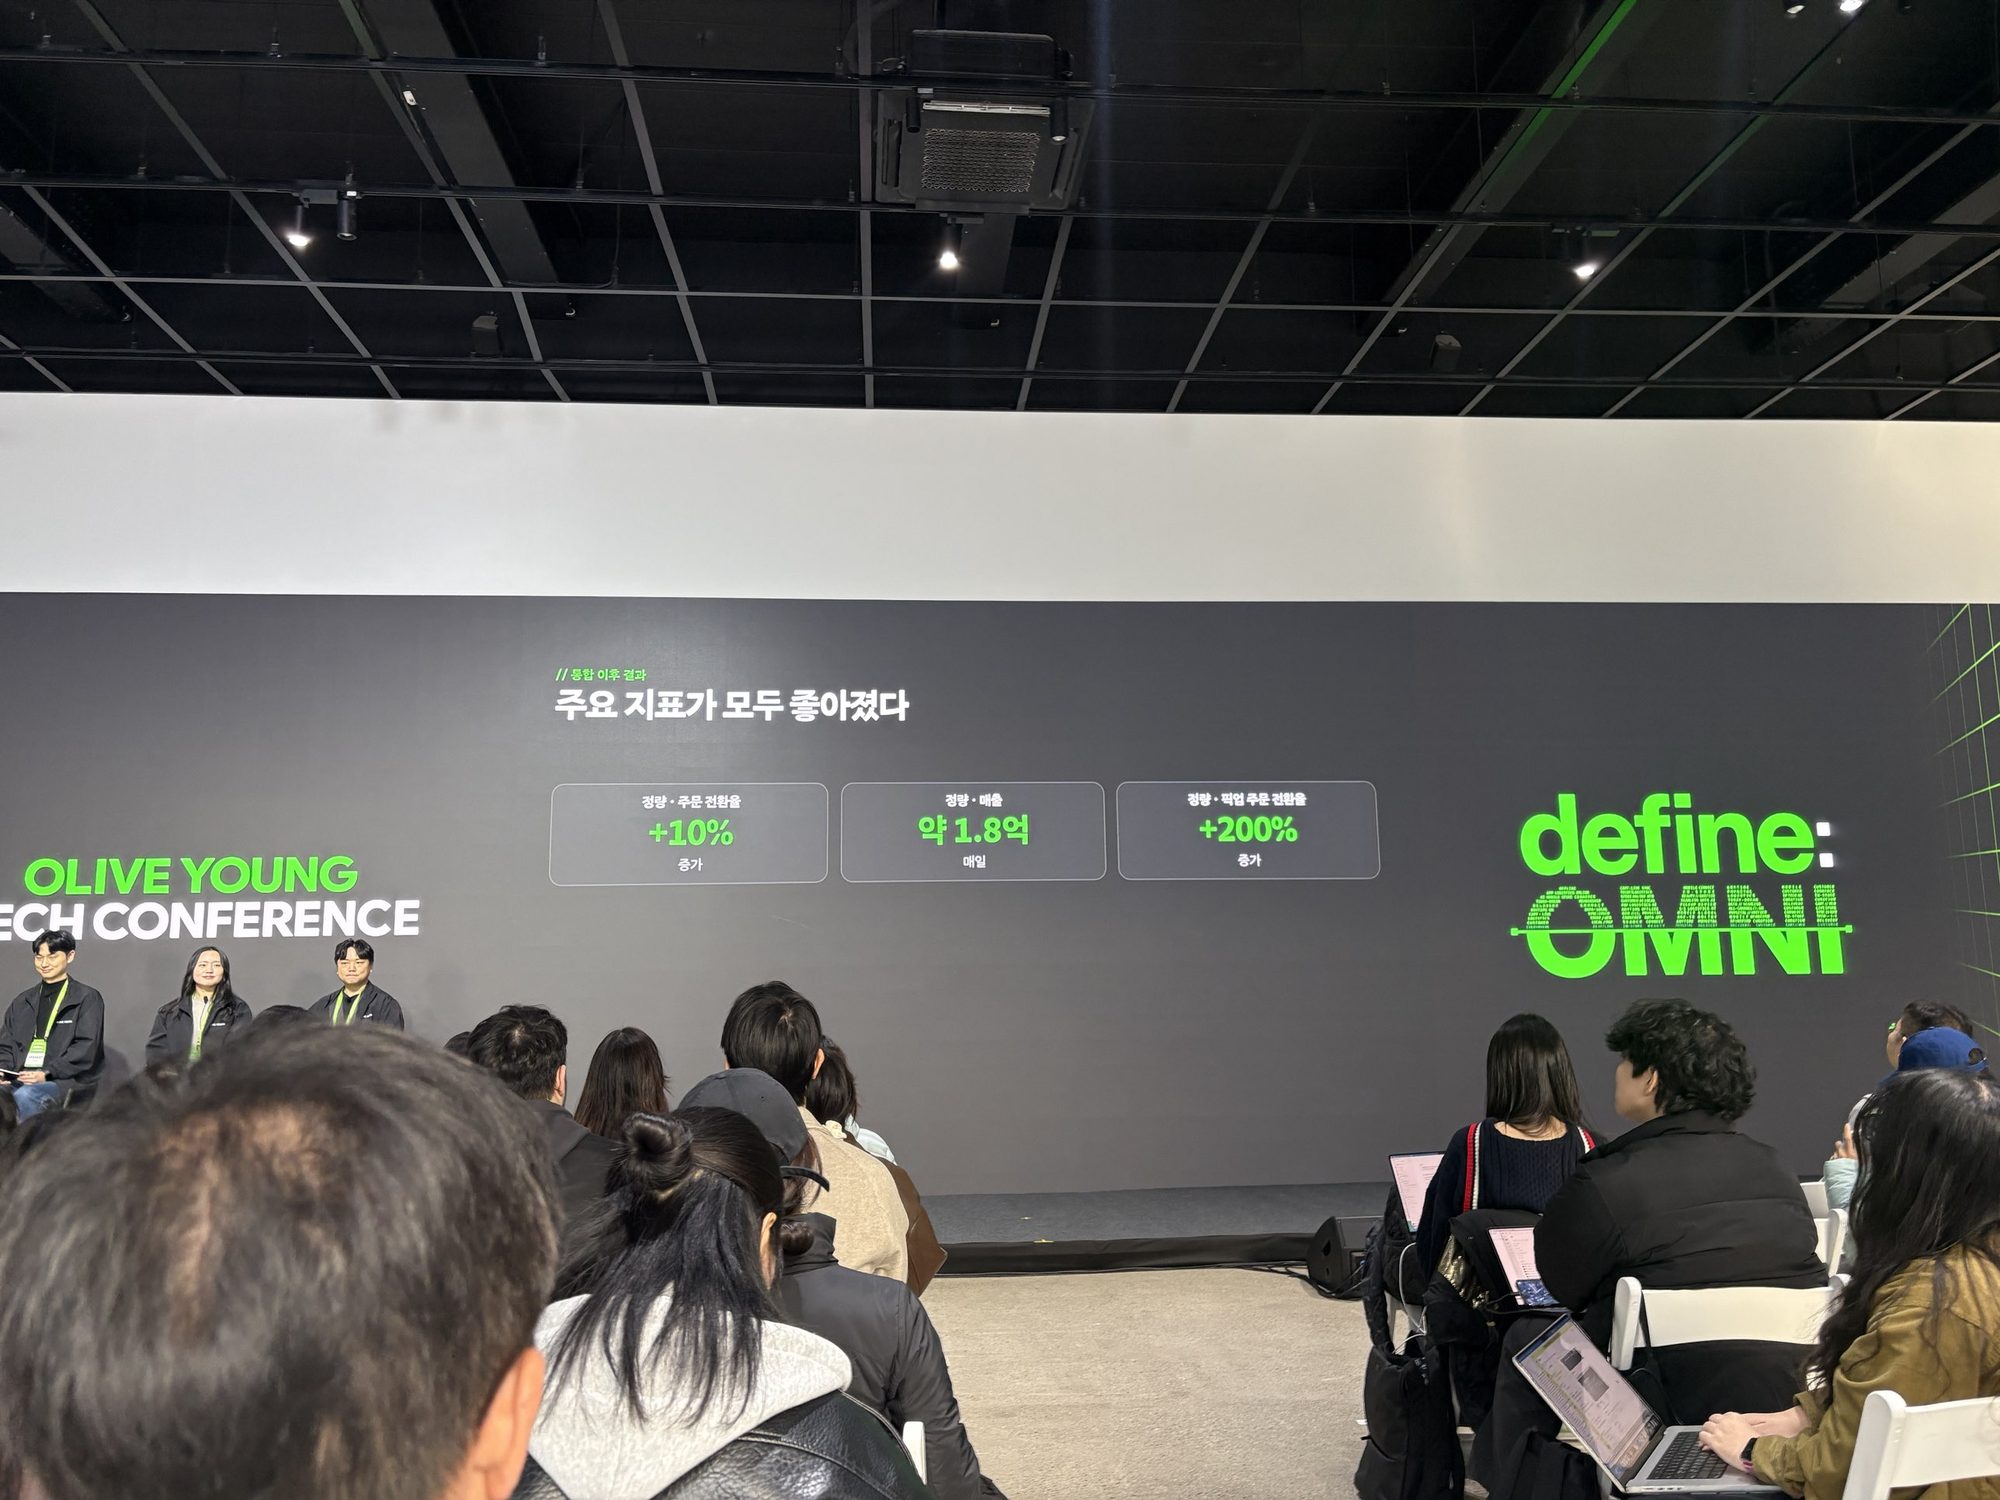 // 통합 이후 결과
주요 지표가 모두 좋아졌다
정량 • 주문 전환율
+10%
증가
정량 • 매출
약 1.8억
매일
정량 • 픽업 주문 전환율
+200%
증가
OLIVE YOUNG
ECH CONFERENCE
define:
OMNI